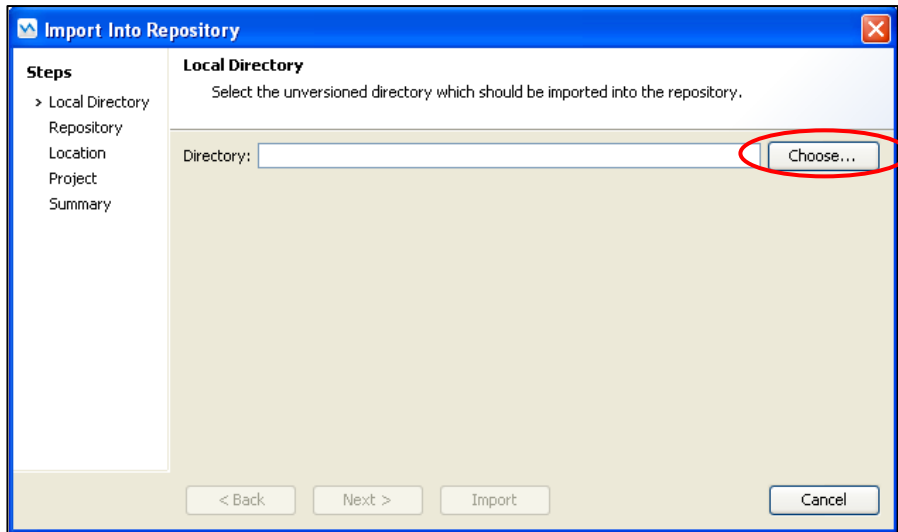 Import Into Repository
Steps
> Local Directory
Repository
Location
Project
Summary
Local Directory
Select the unversioned directory which should be imported into the repository.
Directory:
Choose...
< Back
Next >
Import
Cancel